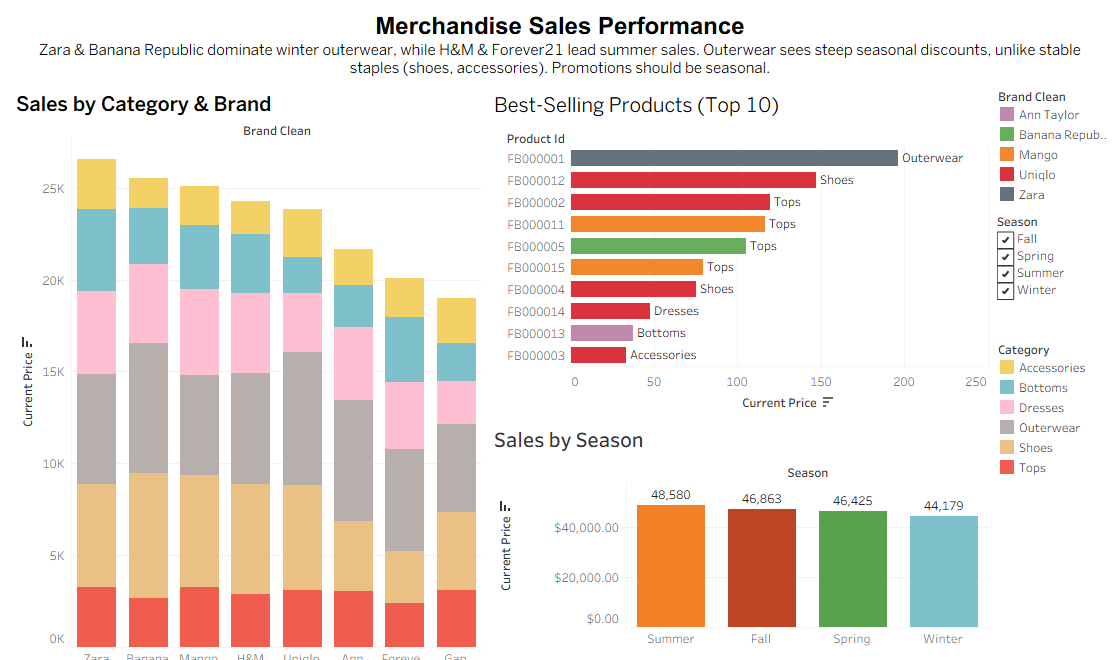 Merchandise Sales Performance
Zara & Banana Republic dominate winter outerwear, while H&M & Forever21 lead summer sales. Outerwear sees steep seasonal discounts, unlike stable
staples (shoes, accessories). Promotions should be seasonal.
Sales by Category & Brand
Brand Clean
25K
20K
15K
10K
5K
0K
Current Price
Zara Banana Mango H&M Uniqlo Ann Foreve Gap
Best-Selling Products (Top 10)
Product Id
FB000001 Outerwear
FB000012 Shoes
FB000002 Tops
FB000011 Tops
FB000005 Tops
FB000015 Tops
FB000004 Shoes
FB000014 Dresses
FB000013 Bottoms
FB000003 Accessories
0 50 100 150 200 250
Current Price
Sales by Season
Season
48,580 46,863 46,425 44,179
$40,000.00
$20,000.00
$0.00
Current Price
Summer Fall Spring Winter
Brand Clean
Ann Taylor
Banana Repub..
Mango
Uniqlo
Zara
Season
Fall
Spring
Summer
Winter
Category
Accessories
Bottoms
Dresses
Outerwear
Shoes
Tops